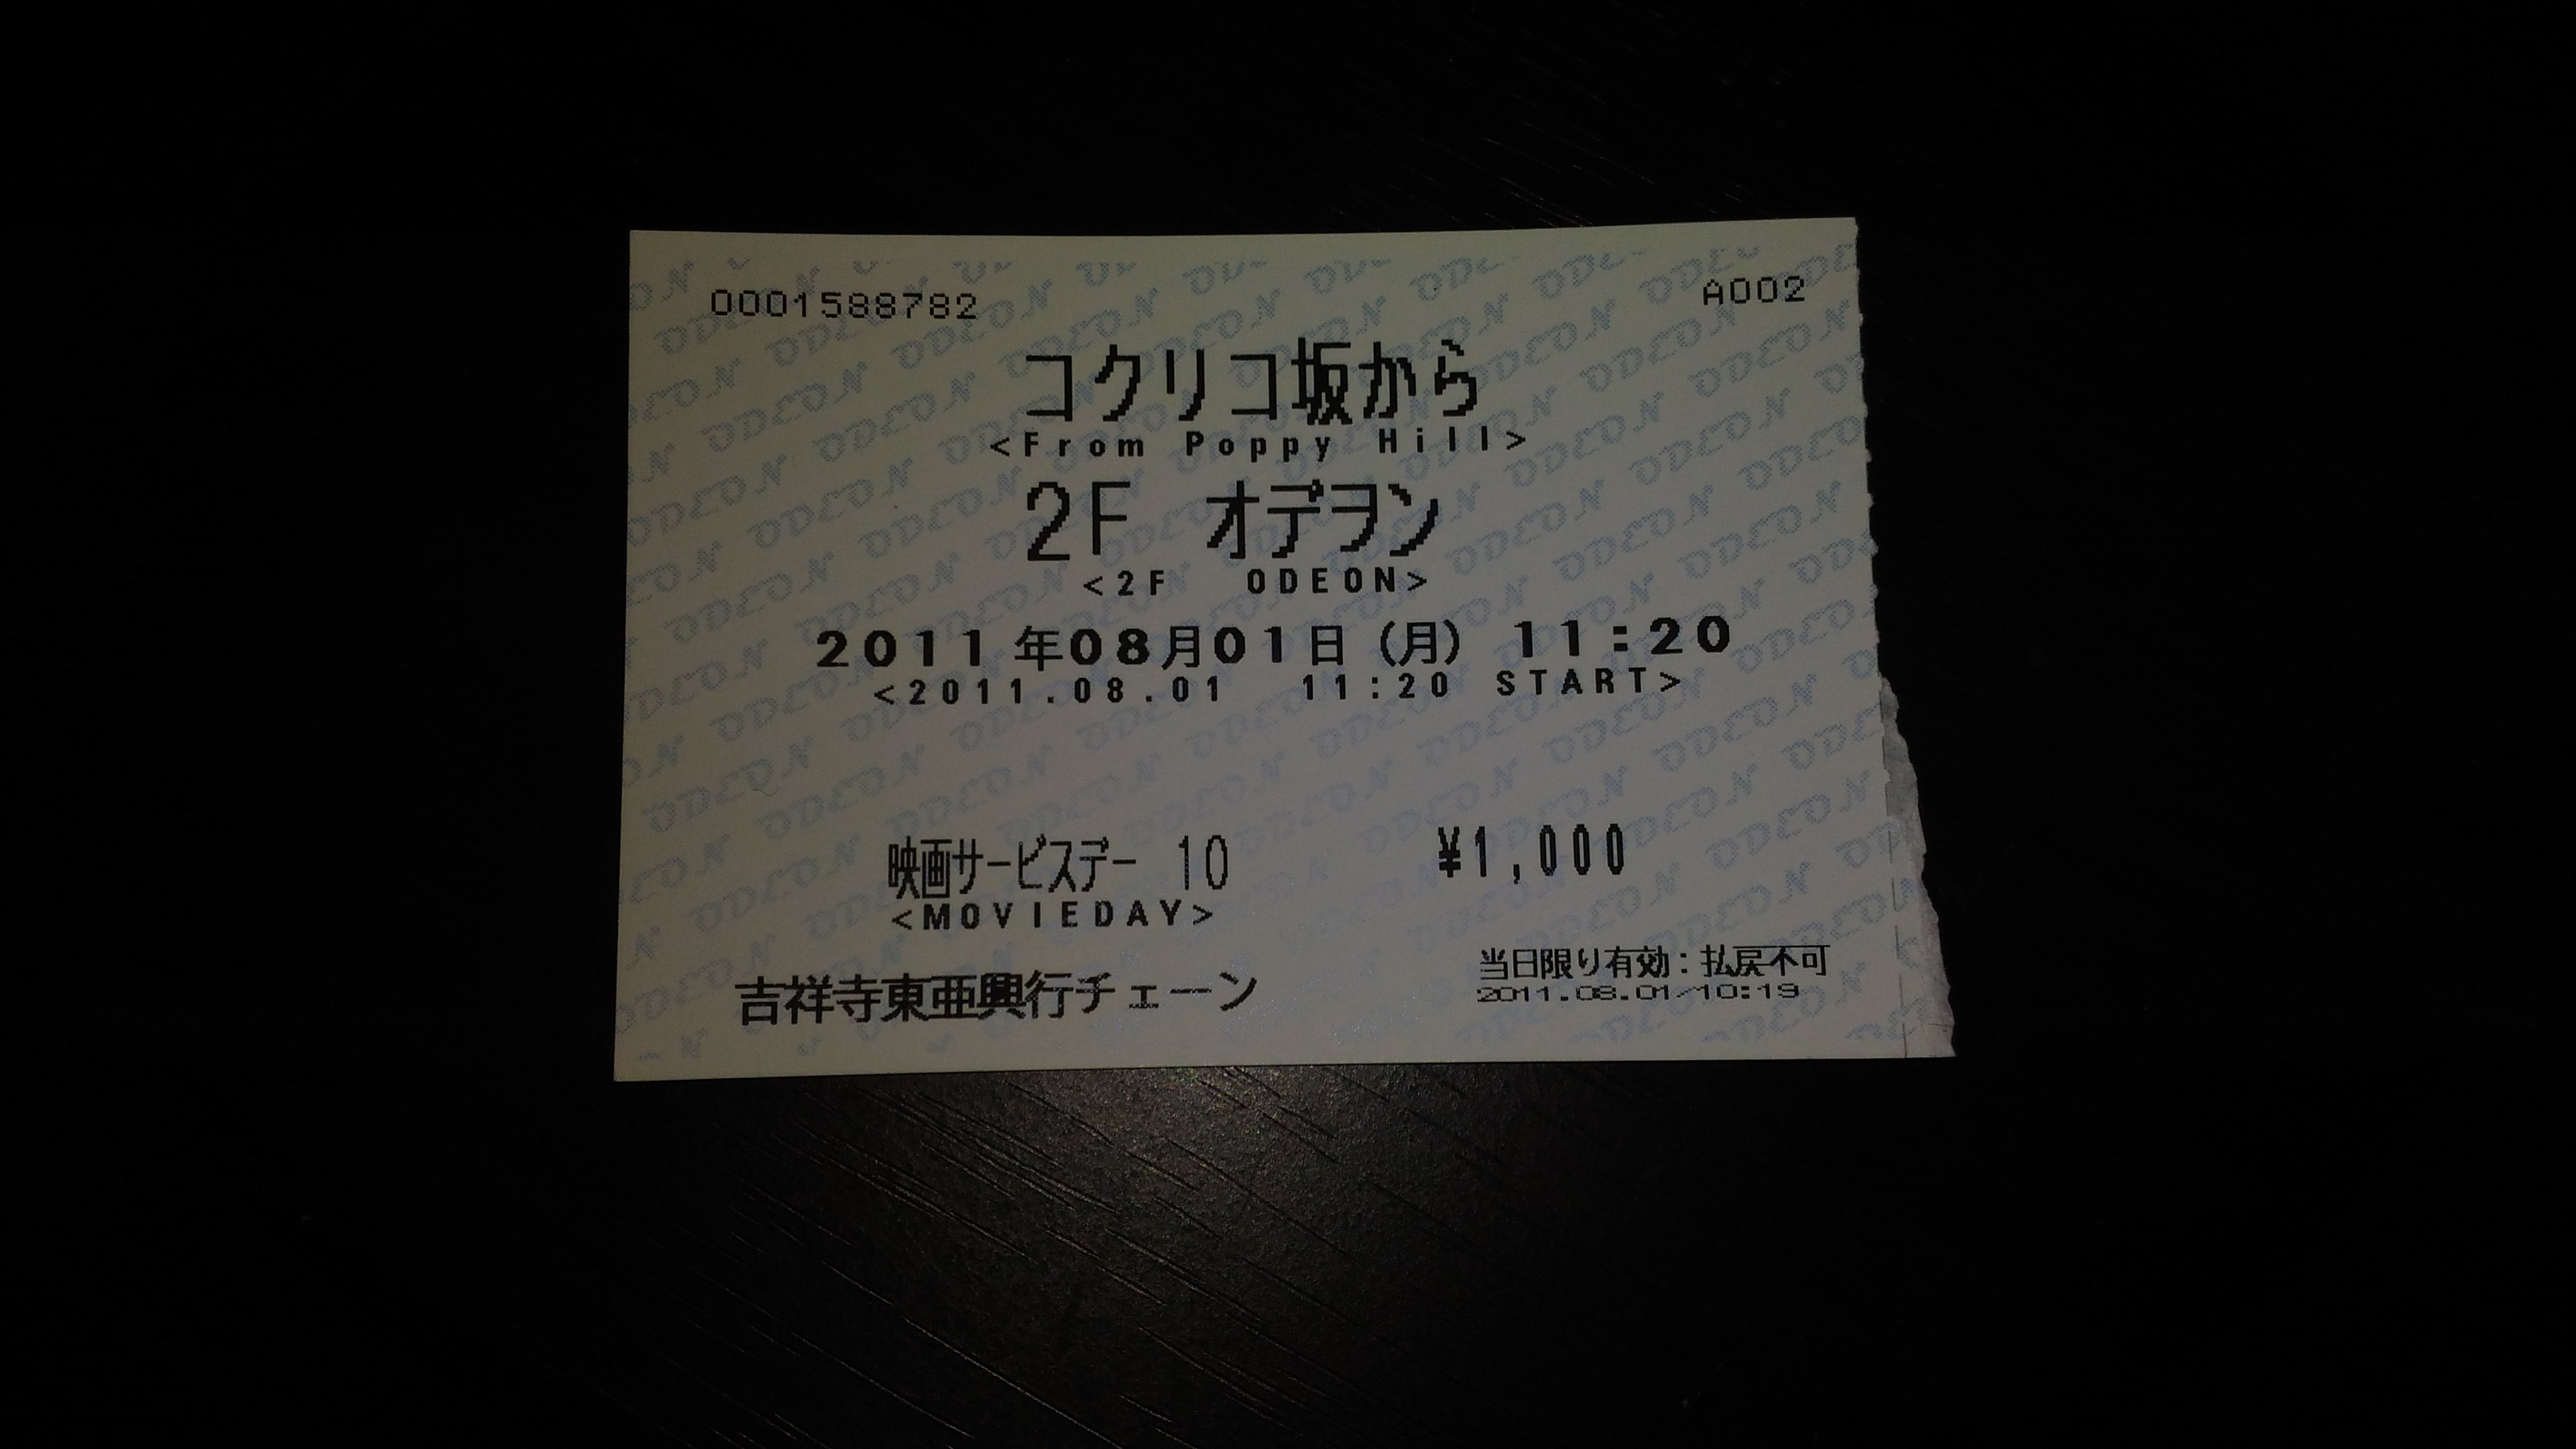 0001588782 A002
コクリコ坂から
<From Poppy Hill>
2F オデヲン
<2F ODEON>
2011年08月01日(月) 11:20
<2011.08.01 11:20 START>
映画サービスデー 10 ¥1,000
<MOVIEDAY>
吉祥寺東亜興行チェーン
当日限り有効:払戻不可
2011.08.01/10:19